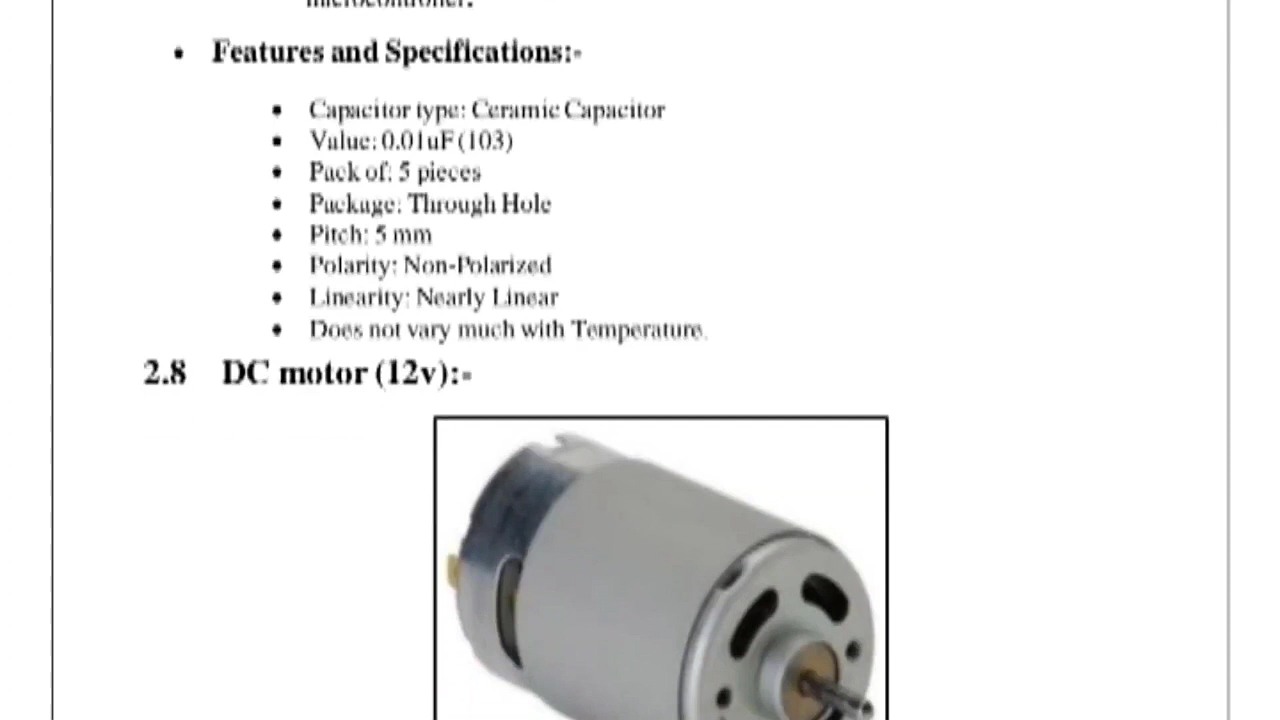 microcontroller.
• Features and Specifications:-
• Capacitor type: Ceramic Capacitor
• Value: 0.01uF (103)
• Pack of: 5 pieces
• Package: Through Hole
• Pitch: 5 mm
• Polarity: Non-Polarized
• Linearity: Nearly Linear
• Does not vary much with Temperature.
2.8 DC motor (12v):-